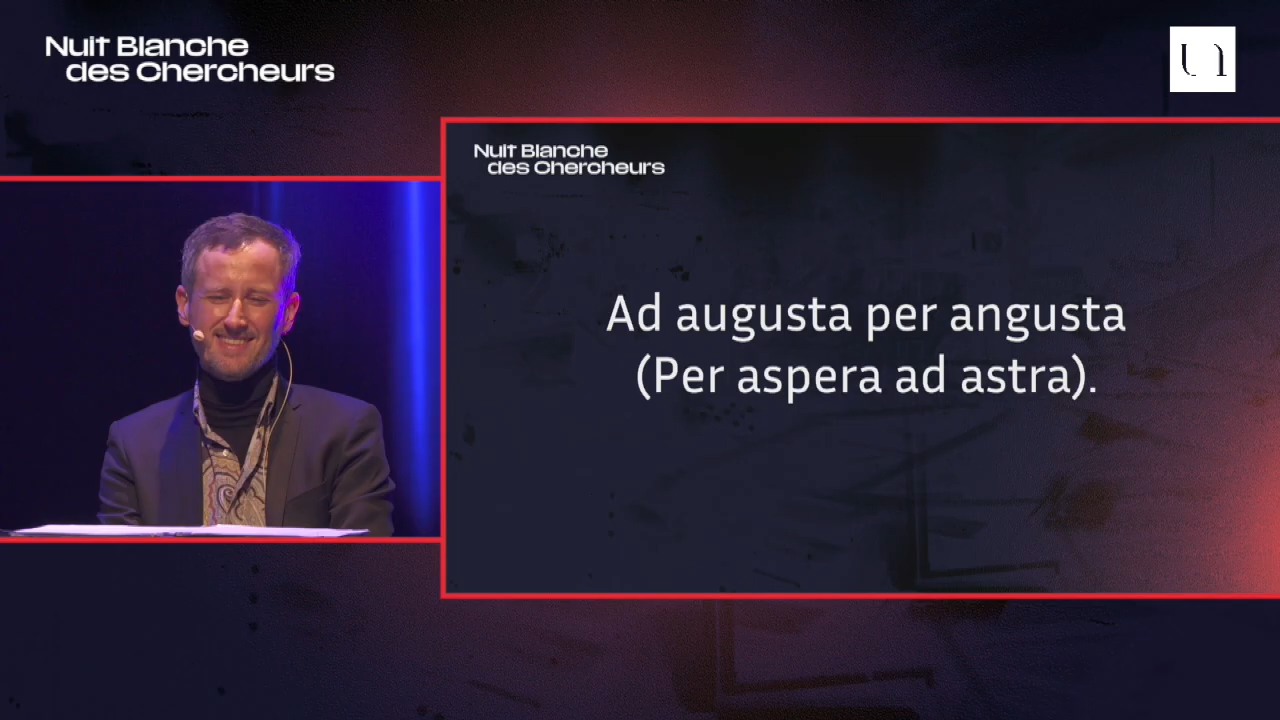 Nuit Blanche
des Chercheurs
Nuit Blanche
des Chercheurs
Ad augusta per angusta
(Per aspera ad astra).